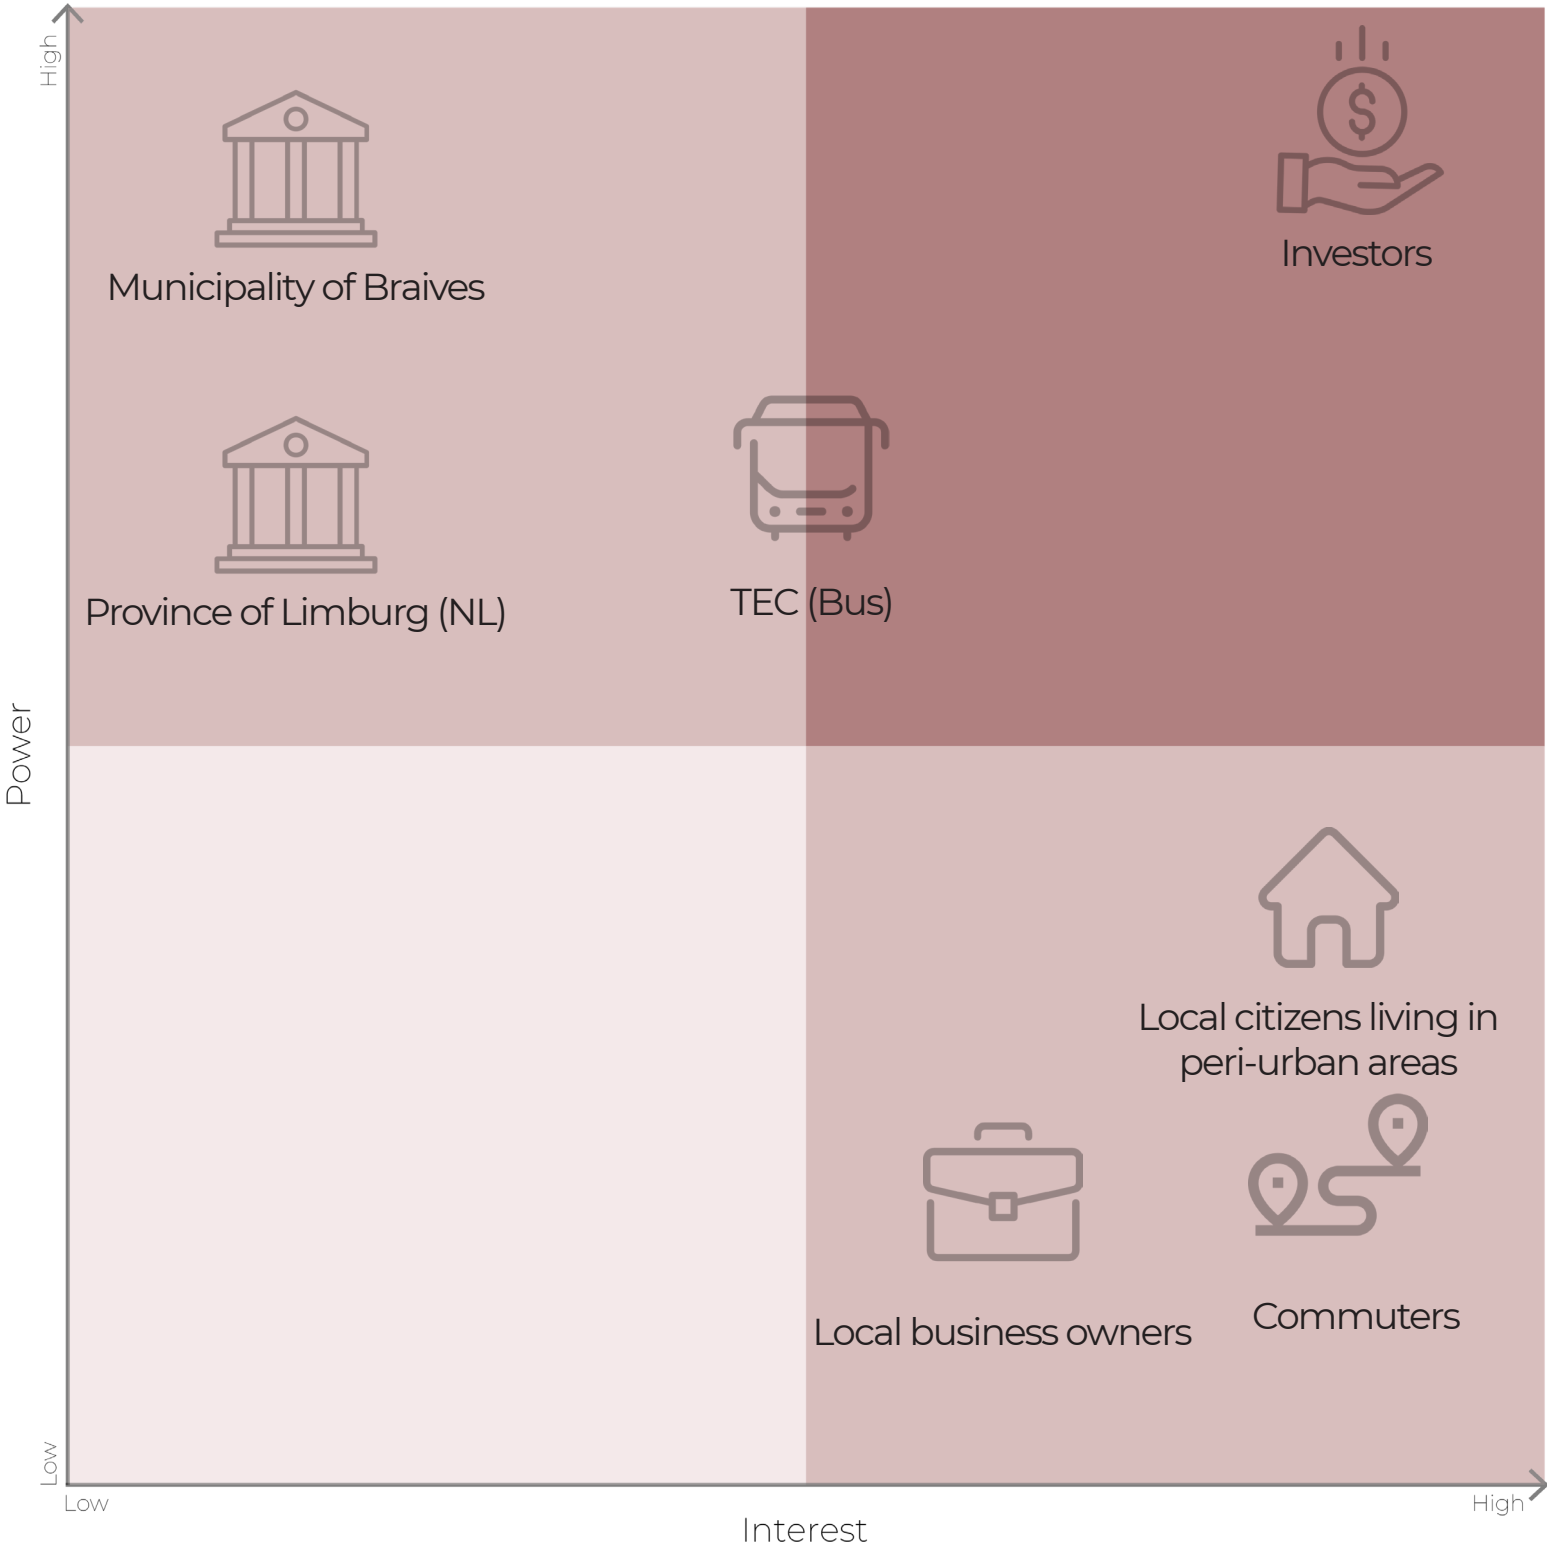 High
$
Investors
Municipality of Braives
TEC (Bus)
Province of Limburg (NL)
Power
Local citizens living in
peri-urban areas
Commuters
Local business owners
Low
Low
High
Interest